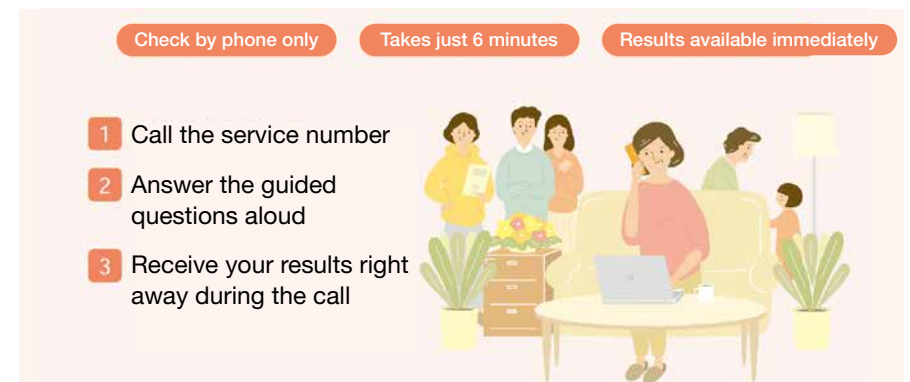 Check by phone only
Takes just 6 minutes
Results available immediately
1 Call the service number
2 Answer the guided
questions aloud
3 Receive your results right
away during the call